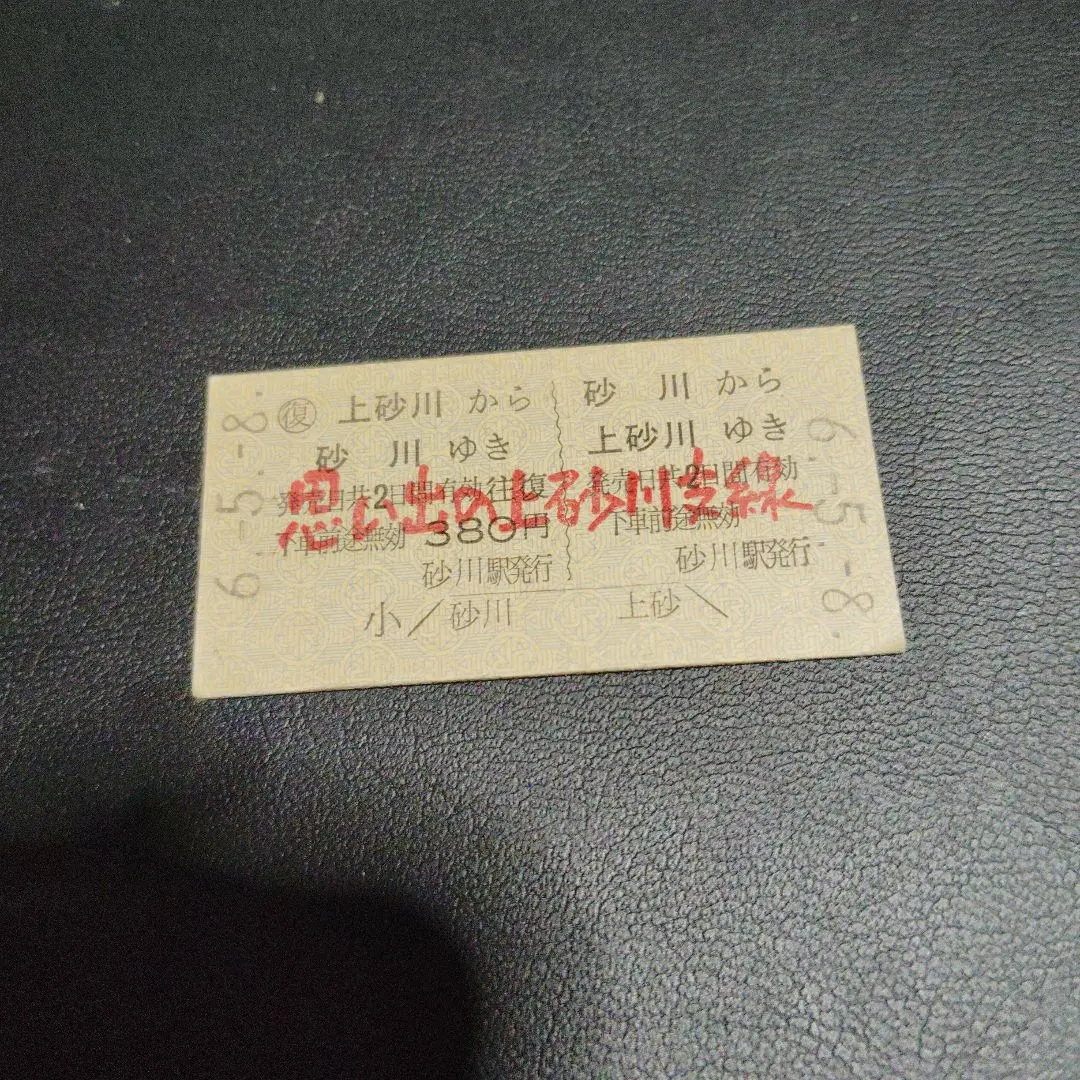 ㊝ 上砂川 から
砂 川 ゆき
発売日共2日間有効 往復
下車前途無効 380円
砂川駅発行
小 砂川
砂 川 から
上砂川 ゆき
発売日共2日間有効
下車前途無効
砂川駅発行
上砂
思い出の上砂川支線
6.-5.-8
6.-5.-8